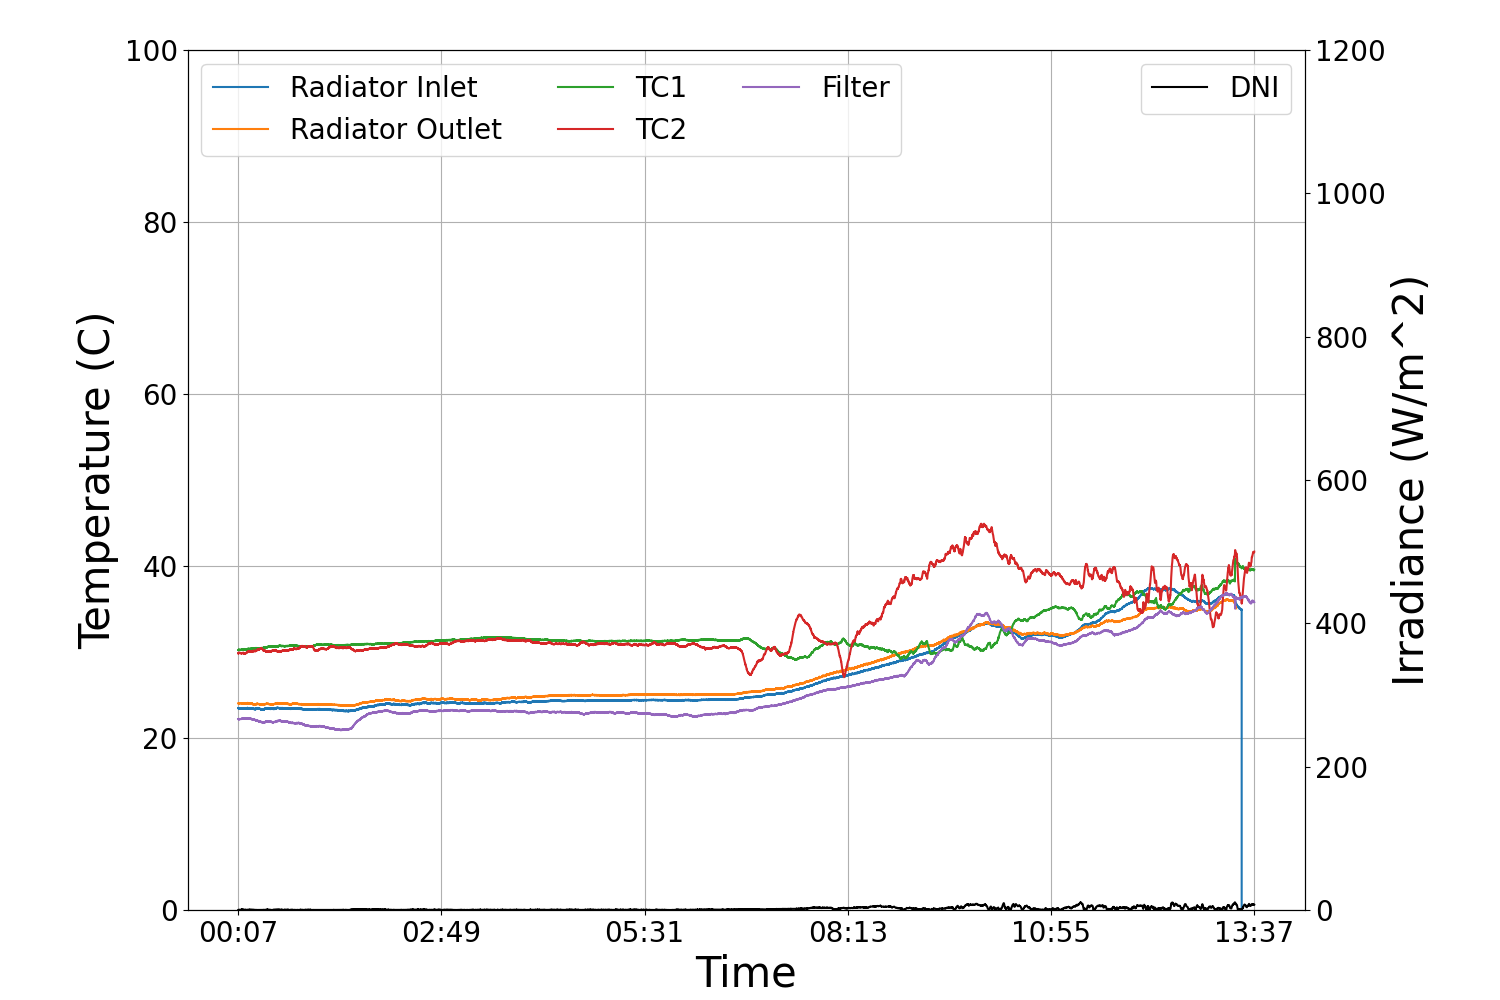 Radiator Inlet
Radiator Outlet
TC1
TC2
Filter
DNI
100
80
60
40
20
0
Temperature (C)
1200
1000
800
600
400
200
0
Irradiance (W/m^2)
00:07 02:49 05:31 08:13 10:55 13:37
Time